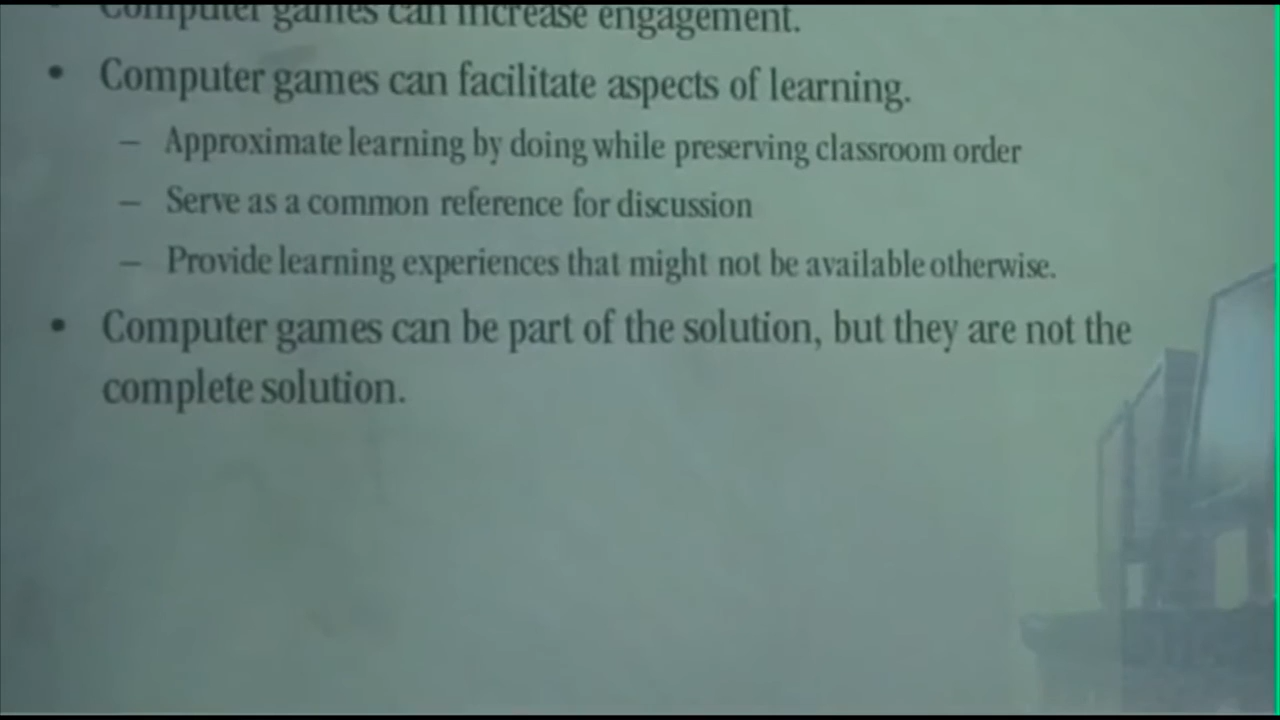 • Computer games can increase engagement.
• Computer games can facilitate aspects of learning.
– Approximate learning by doing while preserving classroom order
– Serve as a common reference for discussion
– Provide learning experiences that might not be available otherwise.
• Computer games can be part of the solution, but they are not the
complete solution.